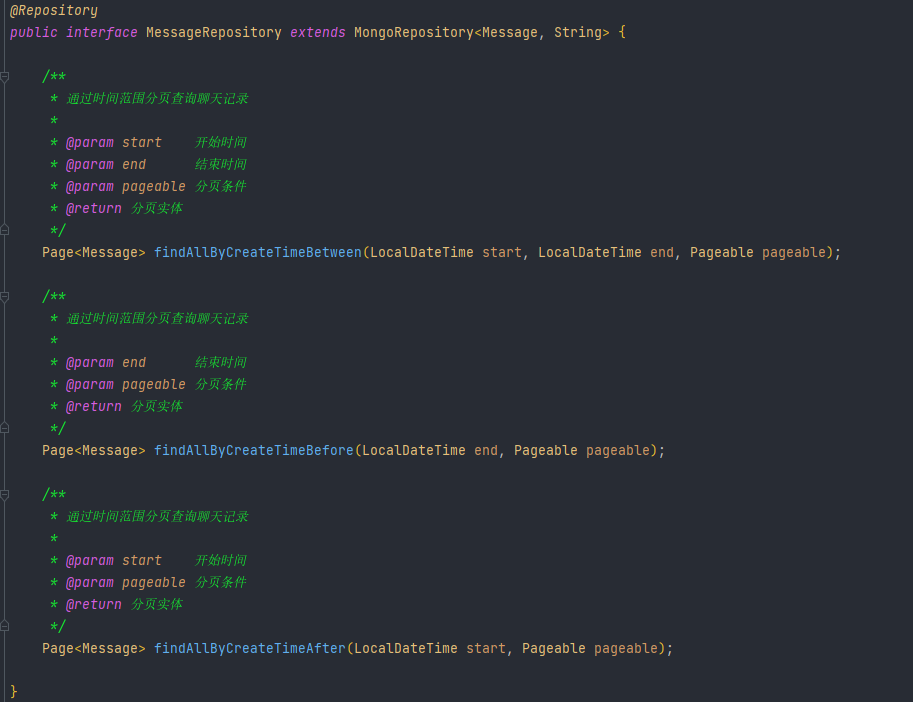 @Repository
public interface MessageRepository extends MongoRepository<Message, String> {
/**
* 通过时间范围分页查询聊天记录
*
* @param start 开始时间
* @param end 结束时间
* @param pageable 分页条件
* @return 分页实体
*/
Page<Message> findAllByCreateTimeBetween(LocalDateTime start, LocalDateTime end, Pageable pageable);
/**
* 通过时间范围分页查询聊天记录
*
* @param end 结束时间
* @param pageable 分页条件
* @return 分页实体
*/
Page<Message> findAllByCreateTimeBefore(LocalDateTime end, Pageable pageable);
/**
* 通过时间范围分页查询聊天记录
*
* @param start 开始时间
* @param pageable 分页条件
* @return 分页实体
*/
Page<Message> findAllByCreateTimeAfter(LocalDateTime start, Pageable pageable);
}